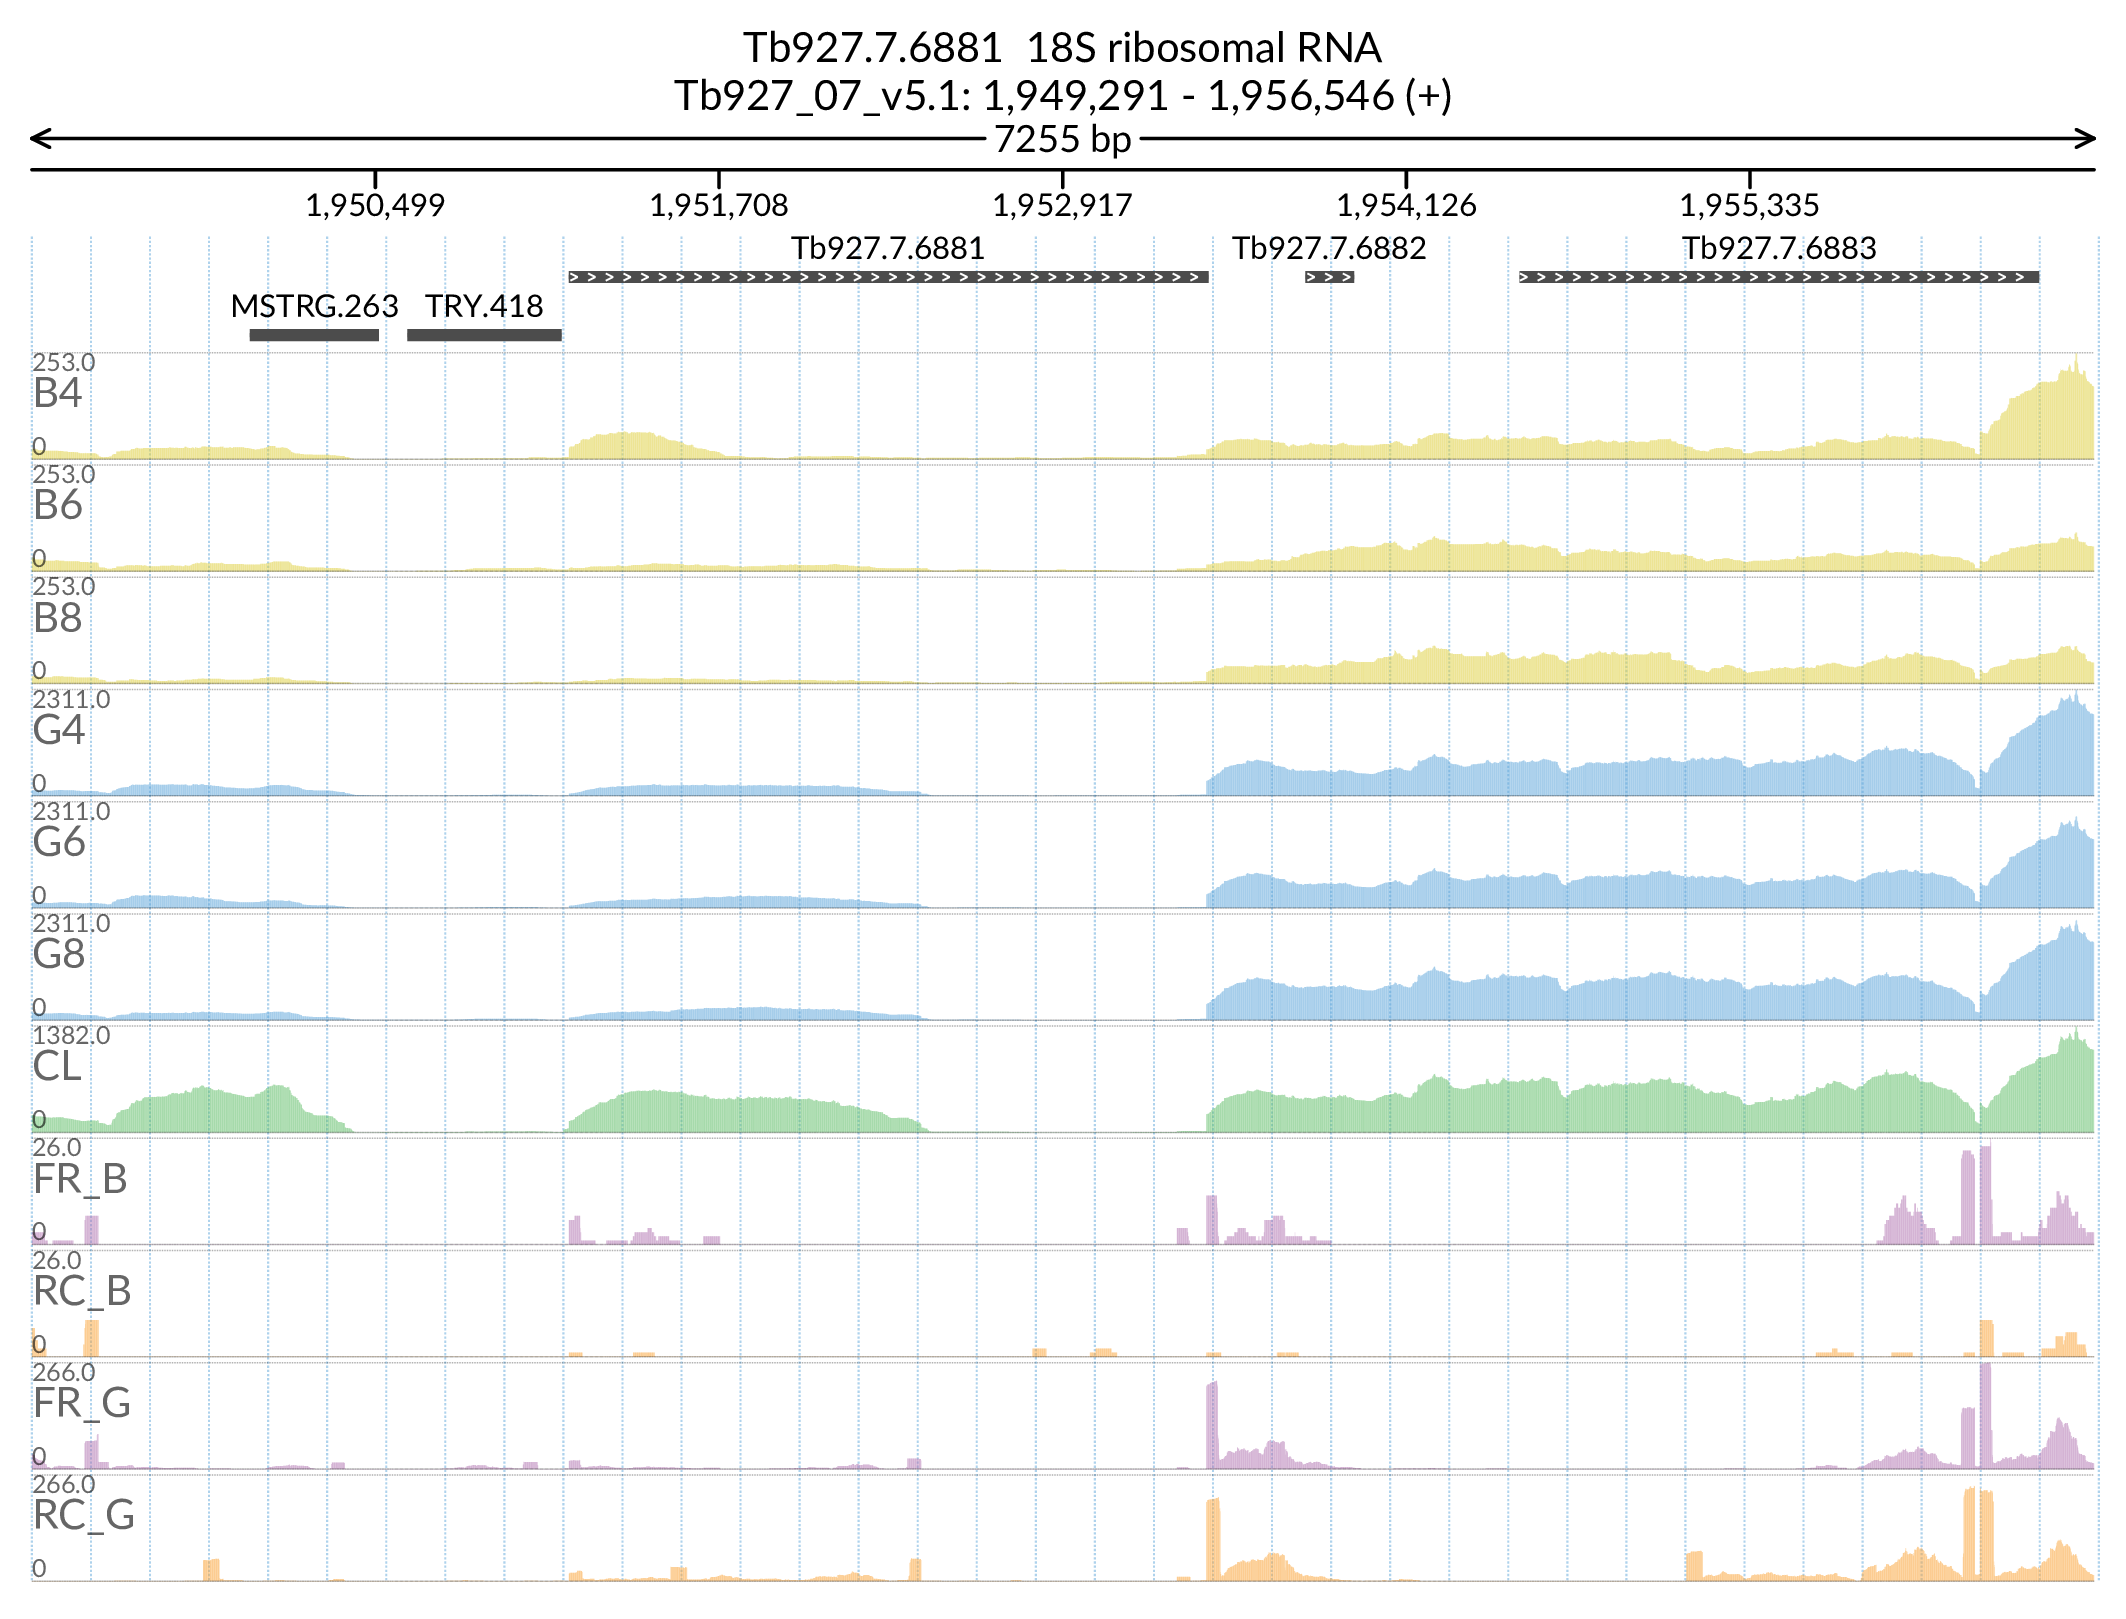 Tb927.7.6881 18S ribosomal RNA
Tb927_07_v5.1: 1,949,291 - 1,956,546 (+)
7255 bp
1,950,499 1,951,708 1,952,917 1,954,126 1,955,335
Tb927.7.6881 Tb927.7.6882 Tb927.7.6883
MSTRG.263 TRY.418
253.0
B4
0
253.0
B6
0
253.0
B8
0
2311.0
G4
0
2311.0
G6
0
2311.0
G8
0
1382.0
CL
0
26.0
FR_B
0
26.0
RC_B
0
266.0
FR_G
0
266.0
RC_G
0